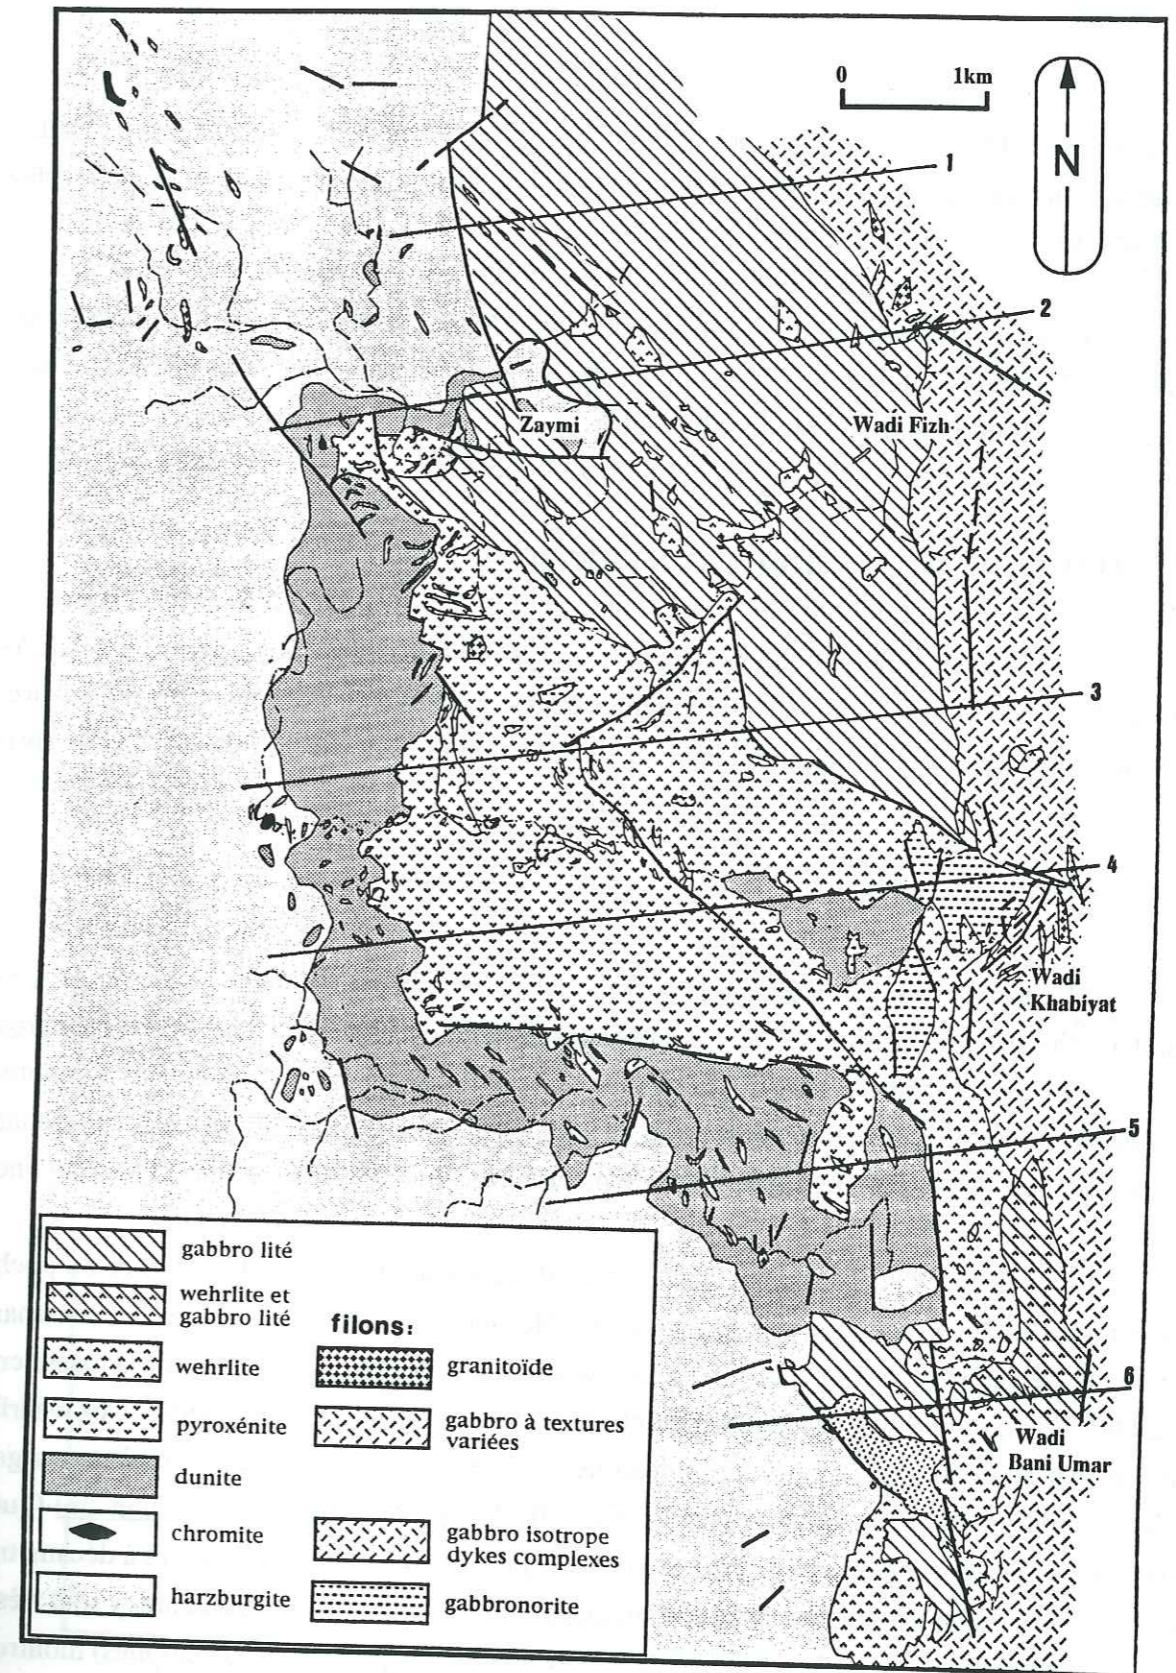 0 1km
N
1
2
Zaymi
Wadi Fizh
3
4
Wadi
Khabiyat
5
6
Wadi
Bani Umar
gabbro lité
wehrlite et
gabbro lité
wehrlite
pyroxénite
dunite
chromite
harzburgite
filons:
granitoïde
gabbro à textures
variées
gabbro isotrope
dykes complexes
gabbronorite